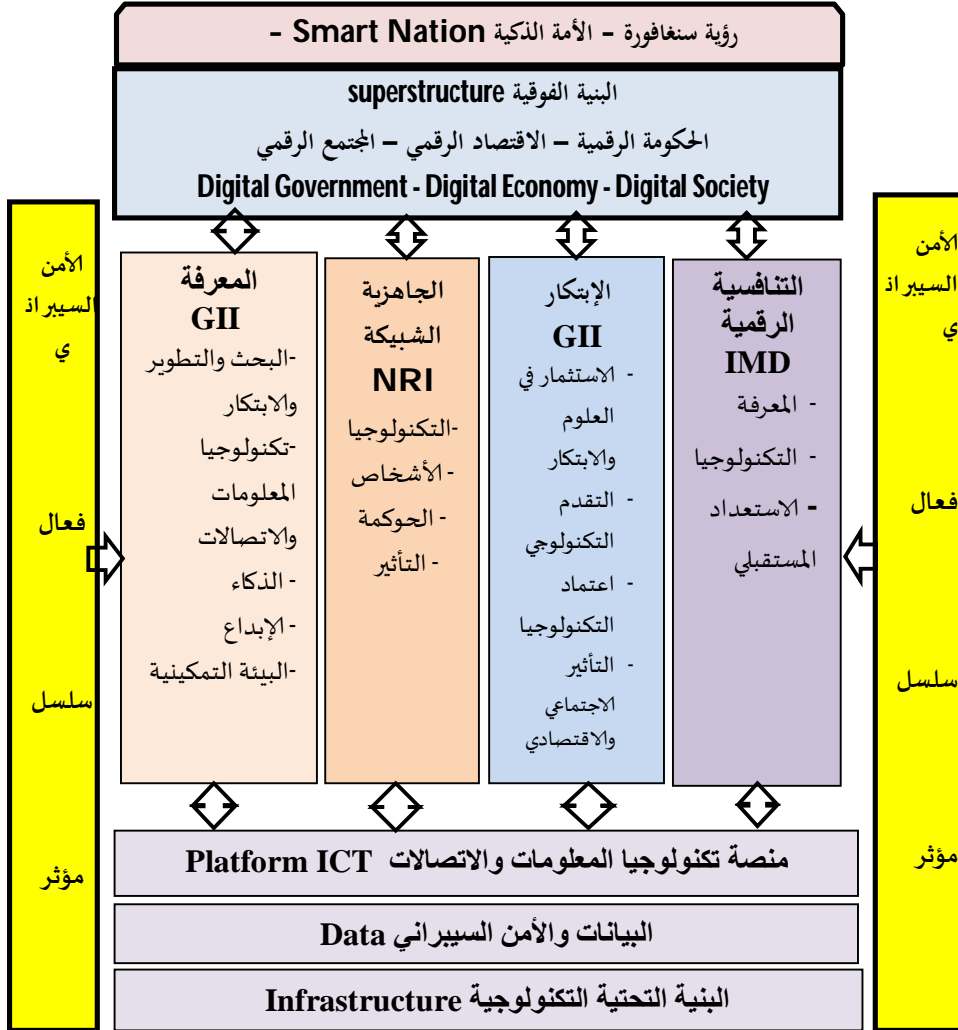 رؤية سنغافورة – الأمة الذكية Smart Nation -
البنية الفوقية superstructure
الحكومة الرقمية – الاقتصاد الرقمي – المجتمع الرقمي
Digital Government - Digital Economy - Digital Society
الأمن
السيبراذ
ي
فعال
سلسل
مؤثر
التنافسية
الرقمية
IMD
- المعرفة
- التكنولوجيا
- الاستعداد
المستقبلي
الإبتكار
GII
- الاستثمار في
العلوم
والابتكار
- التقدم
التكنولوجي
- اعتماد
التكنولوجيا
- التأثير
الاجتماعي
والاقتصادي
الجاهزية
الشبيكة
NRI
-التكنولوجيا
-الأشخاص
- الحوكمة
- التأثير
المعرفة
GII
-البحث والتطوير
والابتكار
-تكنولوجيا
المعلومات
والاتصالات
- الذكاء
-الإبداع
-البيئة التمكينية
الأمن
السيبراذ
ي
فعال
سلسل
مؤثر
منصة تكنولوجيا المعلومات والاتصالات Platform ICT
البيانات والأمن السيبراني Data
البنية التحتية التكنولوجية Infrastructure